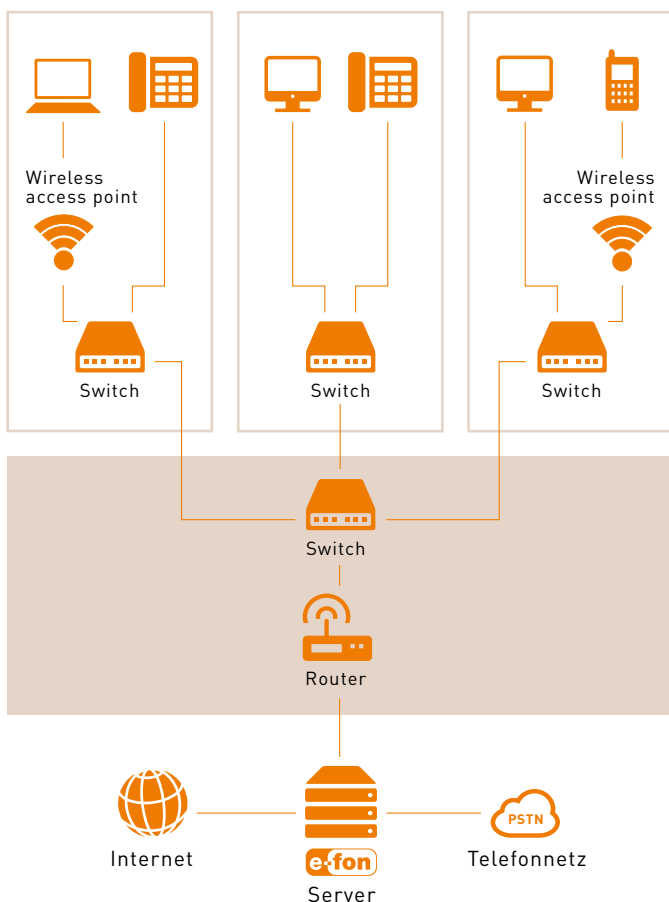 Wireless
access point
Wireless
access point
Switch
Switch
Switch
Switch
Router
Internet
PSTN
Telefonnetz
e-fon
Server